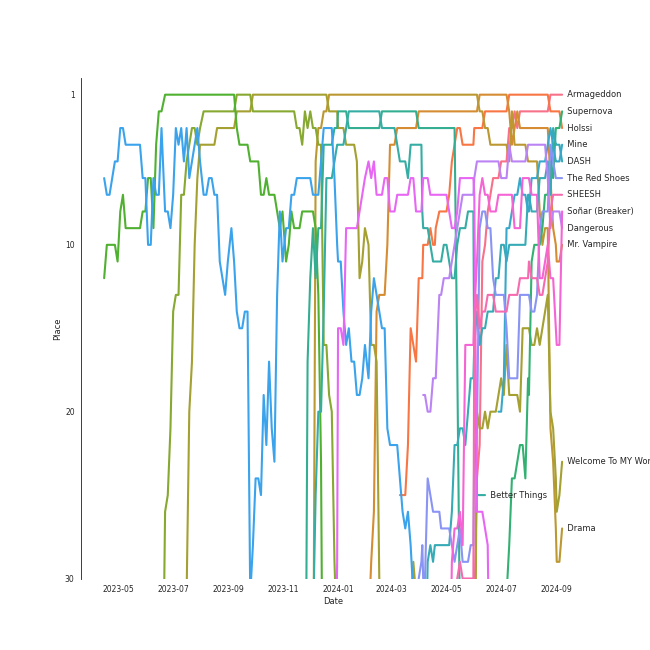 1
Armageddon
Supernova
Holssi
Mine
DASH
The Red Shoes
SHEESH
Soñar (Breaker)
Dangerous
10
Mr. Vampire
Place
20
Welcome To MY Wor
Better Things
Drama
30
2023-05 2023-07 2023-09 2023-11 2024-01 2024-03 2024-05 2024-07 2024-09
Date